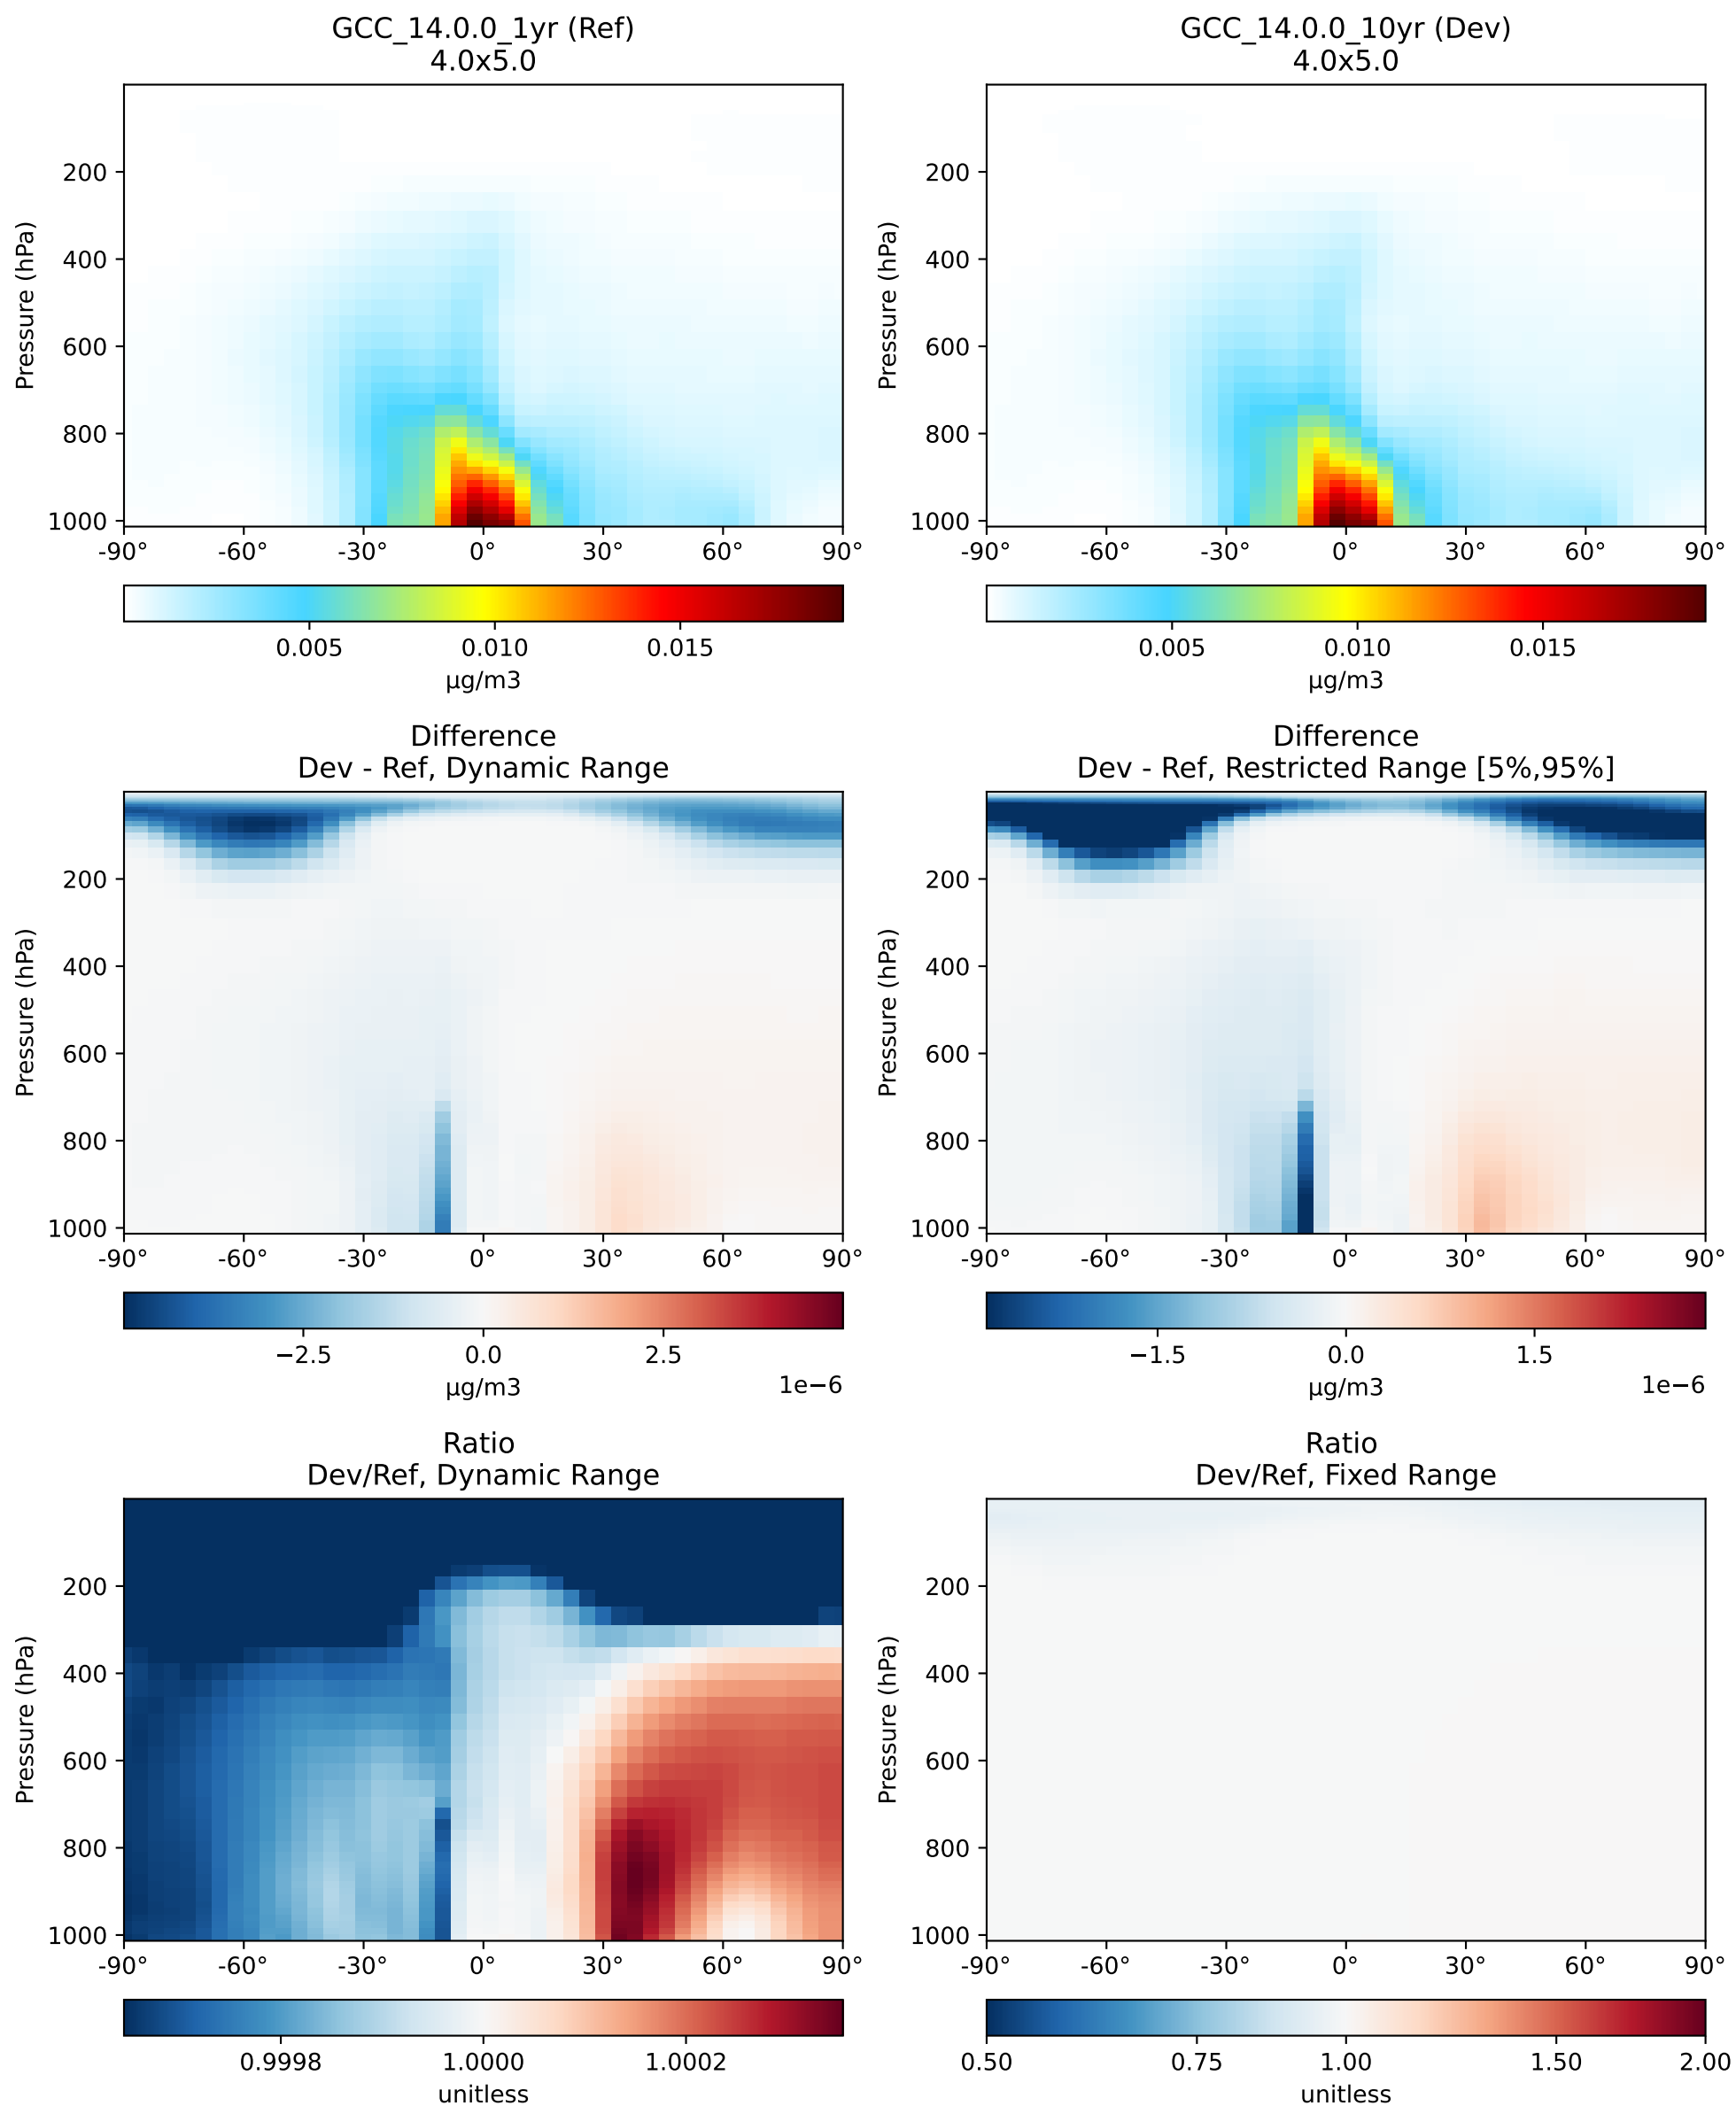 GCC_14.0.0_1yr (Ref)
4.0x5.0
GCC_14.0.0_10yr (Dev)
4.0x5.0
Pressure (hPa)
200
400
600
800
1000
-90° -60° -30° 0° 30° 60° 90°
0.005 0.010 0.015
μg/m3
Pressure (hPa)
200
400
600
800
1000
-90° -60° -30° 0° 30° 60° 90°
0.005 0.010 0.015
μg/m3
Difference
Dev - Ref, Dynamic Range
Difference
Dev - Ref, Restricted Range [5%,95%]
Pressure (hPa)
200
400
600
800
1000
-90° -60° -30° 0° 30° 60° 90°
−2.5 0.0 2.5
μg/m3
1e−6
Pressure (hPa)
200
400
600
800
1000
-90° -60° -30° 0° 30° 60° 90°
−1.5 0.0 1.5
μg/m3
1e−6
Ratio
Dev/Ref, Dynamic Range
Ratio
Dev/Ref, Fixed Range
Pressure (hPa)
200
400
600
800
1000
-90° -60° -30° 0° 30° 60° 90°
0.9998 1.0000 1.0002
unitless
Pressure (hPa)
200
400
600
800
1000
-90° -60° -30° 0° 30° 60° 90°
0.50 0.75 1.00 1.50 2.00
unitless